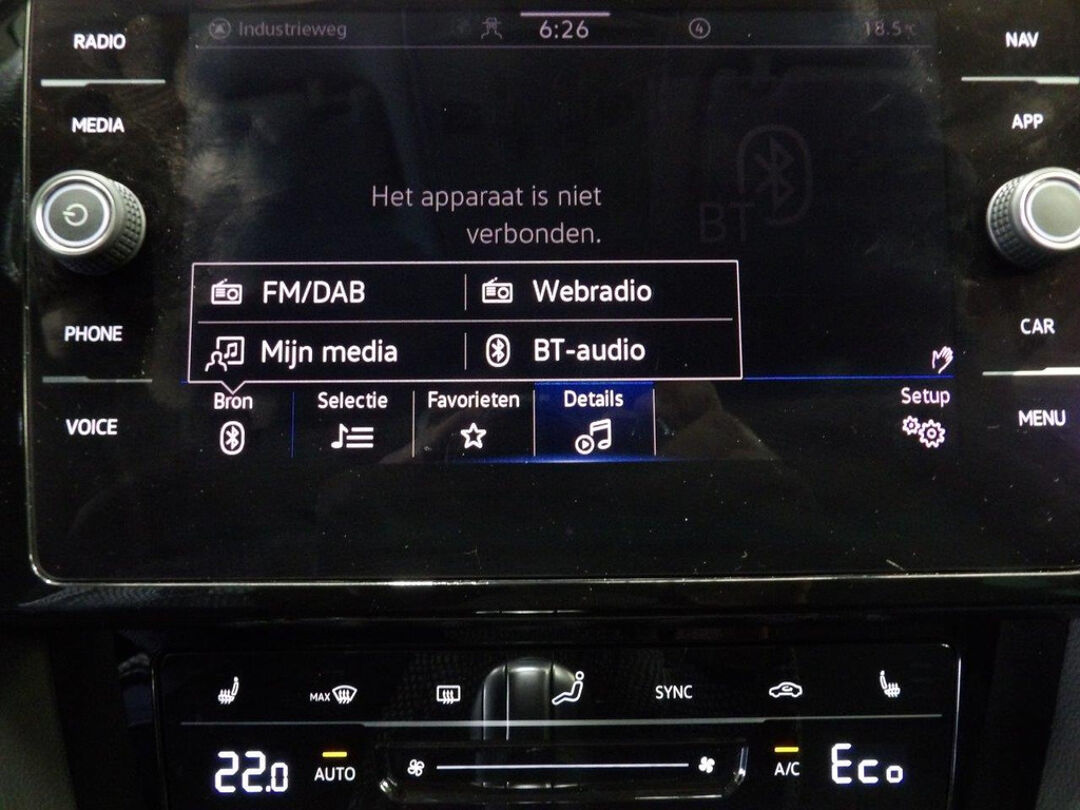 RADIO
Industrieweg
6:26
4
18.5°C
NAV
MEDIA
APP
Het apparaat is niet
verbonden.
BT
FM/DAB
Webradio
PHONE
CAR
Mijn media
BT-audio
Bron
Selectie
Favorieten
Details
Setup
VOICE
MENU
MAX
SYNC
22.0
AUTO
A/C
Eco